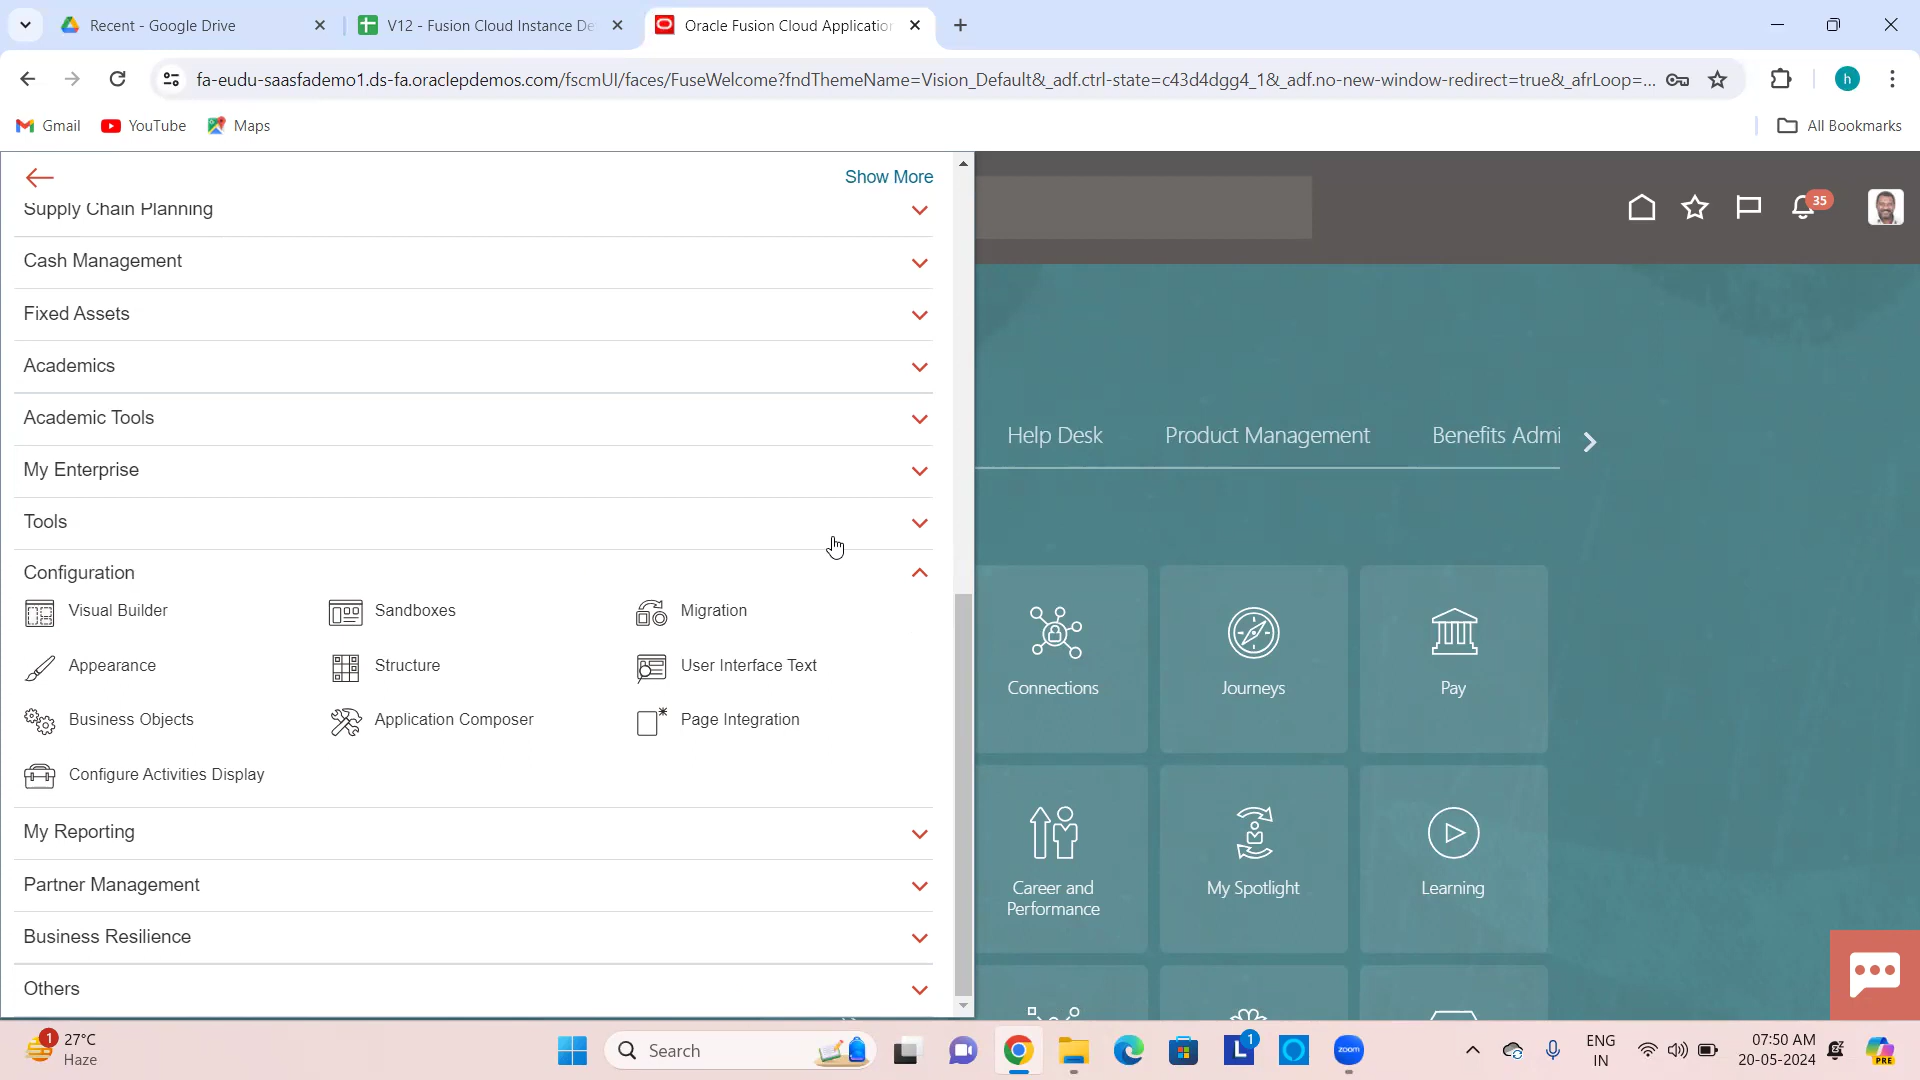 Recent - Google Drive
V12 - Fusion Cloud Instance De
Oracle Fusion Cloud Application
fa-eudu-saasfademo1.ds-fa.oraclepdemos.com/fscmUI/faces/FuseWelcome?fndThemeName=Vision_Default&_adf.ctrl-state=c43d4dgg4_1&_adf.no-new-window-redirect=true&_afrLoop=...
h
Gmail
YouTube
Maps
All Bookmarks
Show More
35
Supply Chain Planning
Cash Management
Fixed Assets
Academics
Academic Tools
My Enterprise
Tools
Configuration
Visual Builder
Sandboxes
Migration
Appearance
Structure
User Interface Text
Business Objects
Application Composer
Page Integration
Configure Activities Display
My Reporting
Partner Management
Business Resilience
Others
Help Desk
Product Management
Benefits Admi
Connections
Journeys
Pay
Career and
Performance
My Spotlight
Learning
1
27°C
Haze
Search
L
1
zoom
ENG
IN
07:50 AM
20-05-2024
PRE